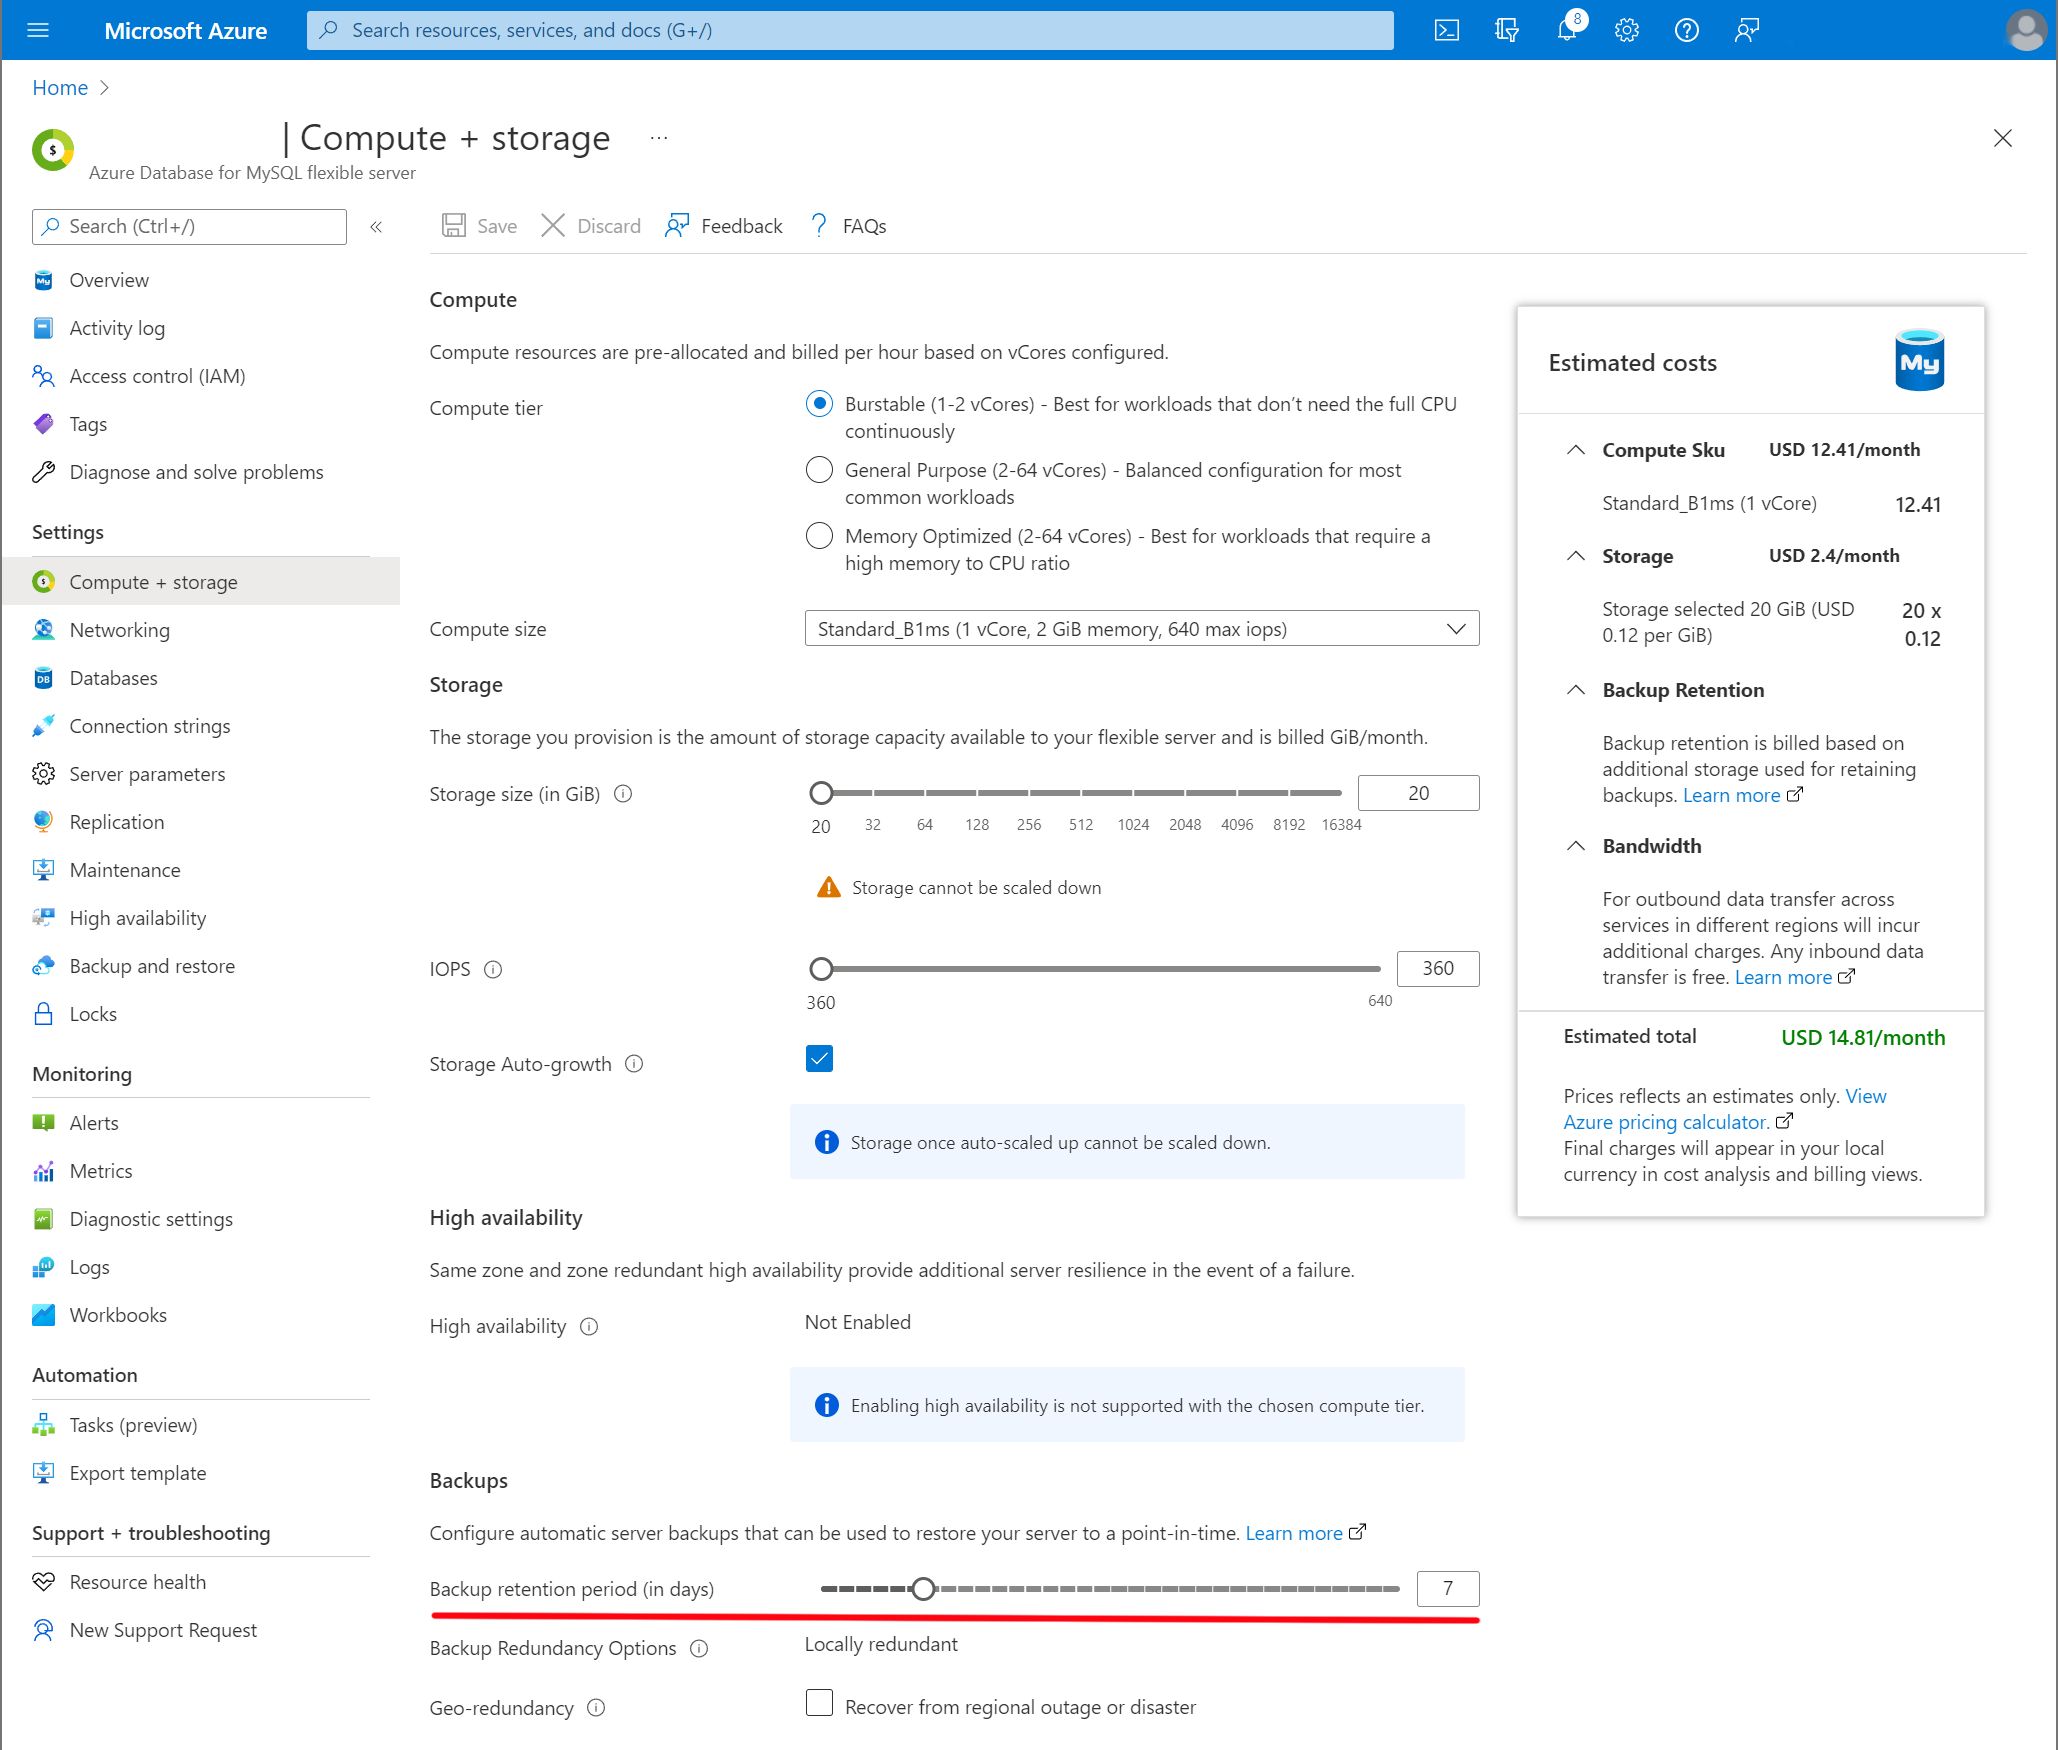 Microsoft Azure
Search resources, services, and docs (G+/)
8
Home
| Compute + storage ...
Azure Database for MySQL flexible server
Search (Ctrl+/)
«
Overview
Activity log
Access control (IAM)
Tags
Diagnose and solve problems
Settings
Compute + storage
Networking
Databases
Connection strings
Server parameters
Replication
Maintenance
High availability
Backup and restore
Locks
Monitoring
Alerts
Metrics
Diagnostic settings
Logs
Workbooks
Automation
Tasks (preview)
Export template
Support + troubleshooting
Resource health
New Support Request
Save Discard Feedback ? FAQs
Compute
Compute resources are pre-allocated and billed per hour based on vCores configured.
Compute tier
Burstable (1-2 vCores) - Best for workloads that don’t need the full CPU
continuously
General Purpose (2-64 vCores) - Balanced configuration for most
common workloads
Memory Optimized (2-64 vCores) - Best for workloads that require a
high memory to CPU ratio
Compute size
Standard_B1ms (1 vCore, 2 GiB memory, 640 max iops)
Storage
The storage you provision is the amount of storage capacity available to your flexible server and is billed GiB/month.
Storage size (in GiB)
20
20 32 64 128 256 512 1024 2048 4096 8192 16384
Storage cannot be scaled down
IOPS
360
360 640
Storage Auto-growth
Storage once auto-scaled up cannot be scaled down.
High availability
Same zone and zone redundant high availability provide additional server resilience in the event of a failure.
High availability
Not Enabled
Enabling high availability is not supported with the chosen compute tier.
Backups
Configure automatic server backups that can be used to restore your server to a point-in-time. Learn more
Backup retention period (in days)
7
Backup Redundancy Options
Locally redundant
Geo-redundancy
Recover from regional outage or disaster
Estimated costs
My
Compute Sku USD 12.41/month
Standard_B1ms (1 vCore) 12.41
Storage USD 2.4/month
Storage selected 20 GiB (USD 20 x
0.12 per GiB) 0.12
Backup Retention
Backup retention is billed based on
additional storage used for retaining
backups. Learn more
Bandwidth
For outbound data transfer across
services in different regions will incur
additional charges. Any inbound data
transfer is free. Learn more
Estimated total USD 14.81/month
Prices reflect​s an estimates only. View
Azure pricing calculator.
Final charges will appear in your local
currency in cost analysis and billing views.